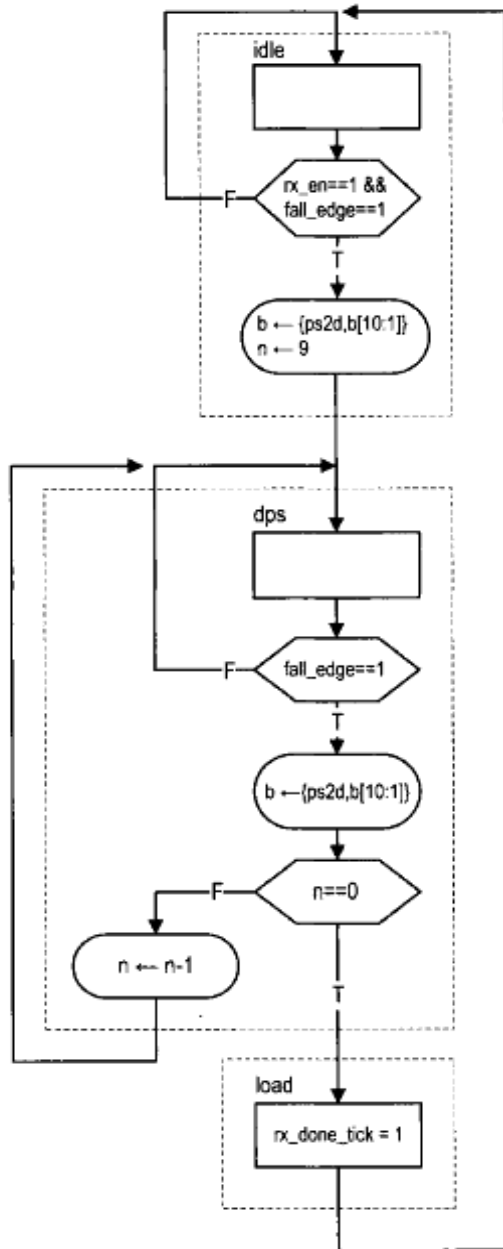 idle
rx_en==1 &&
fall_edge==1
F
T
b ← {ps2d,b[10:1]}
n ← 9
dps
fall_edge==1
F
T
b ←{ps2d,b[10:1]}
n==0
F
n ← n-1
T
load
rx_done_tick = 1